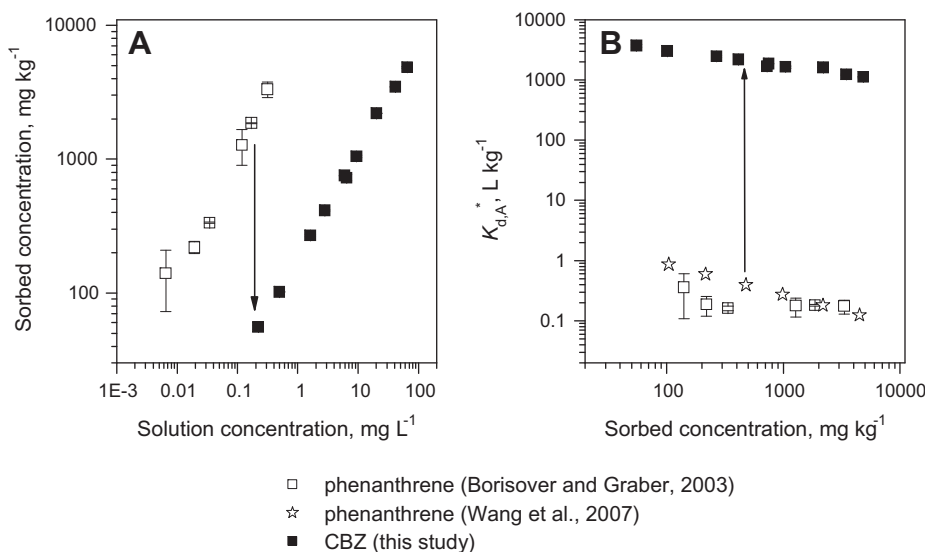 A
Sorbed concentration, mg kg⁻¹
10000
1000
100
1E-3
0.01
0.1
1
10
100
Solution concentration, mg L⁻¹
B
K*d,A, L kg⁻¹
10000
1000
100
10
1
0.1
100
1000
10000
Sorbed concentration, mg kg⁻¹
phenanthrene (Borisover and Graber, 2003)
phenanthrene (Wang et al., 2007)
CBZ (this study)